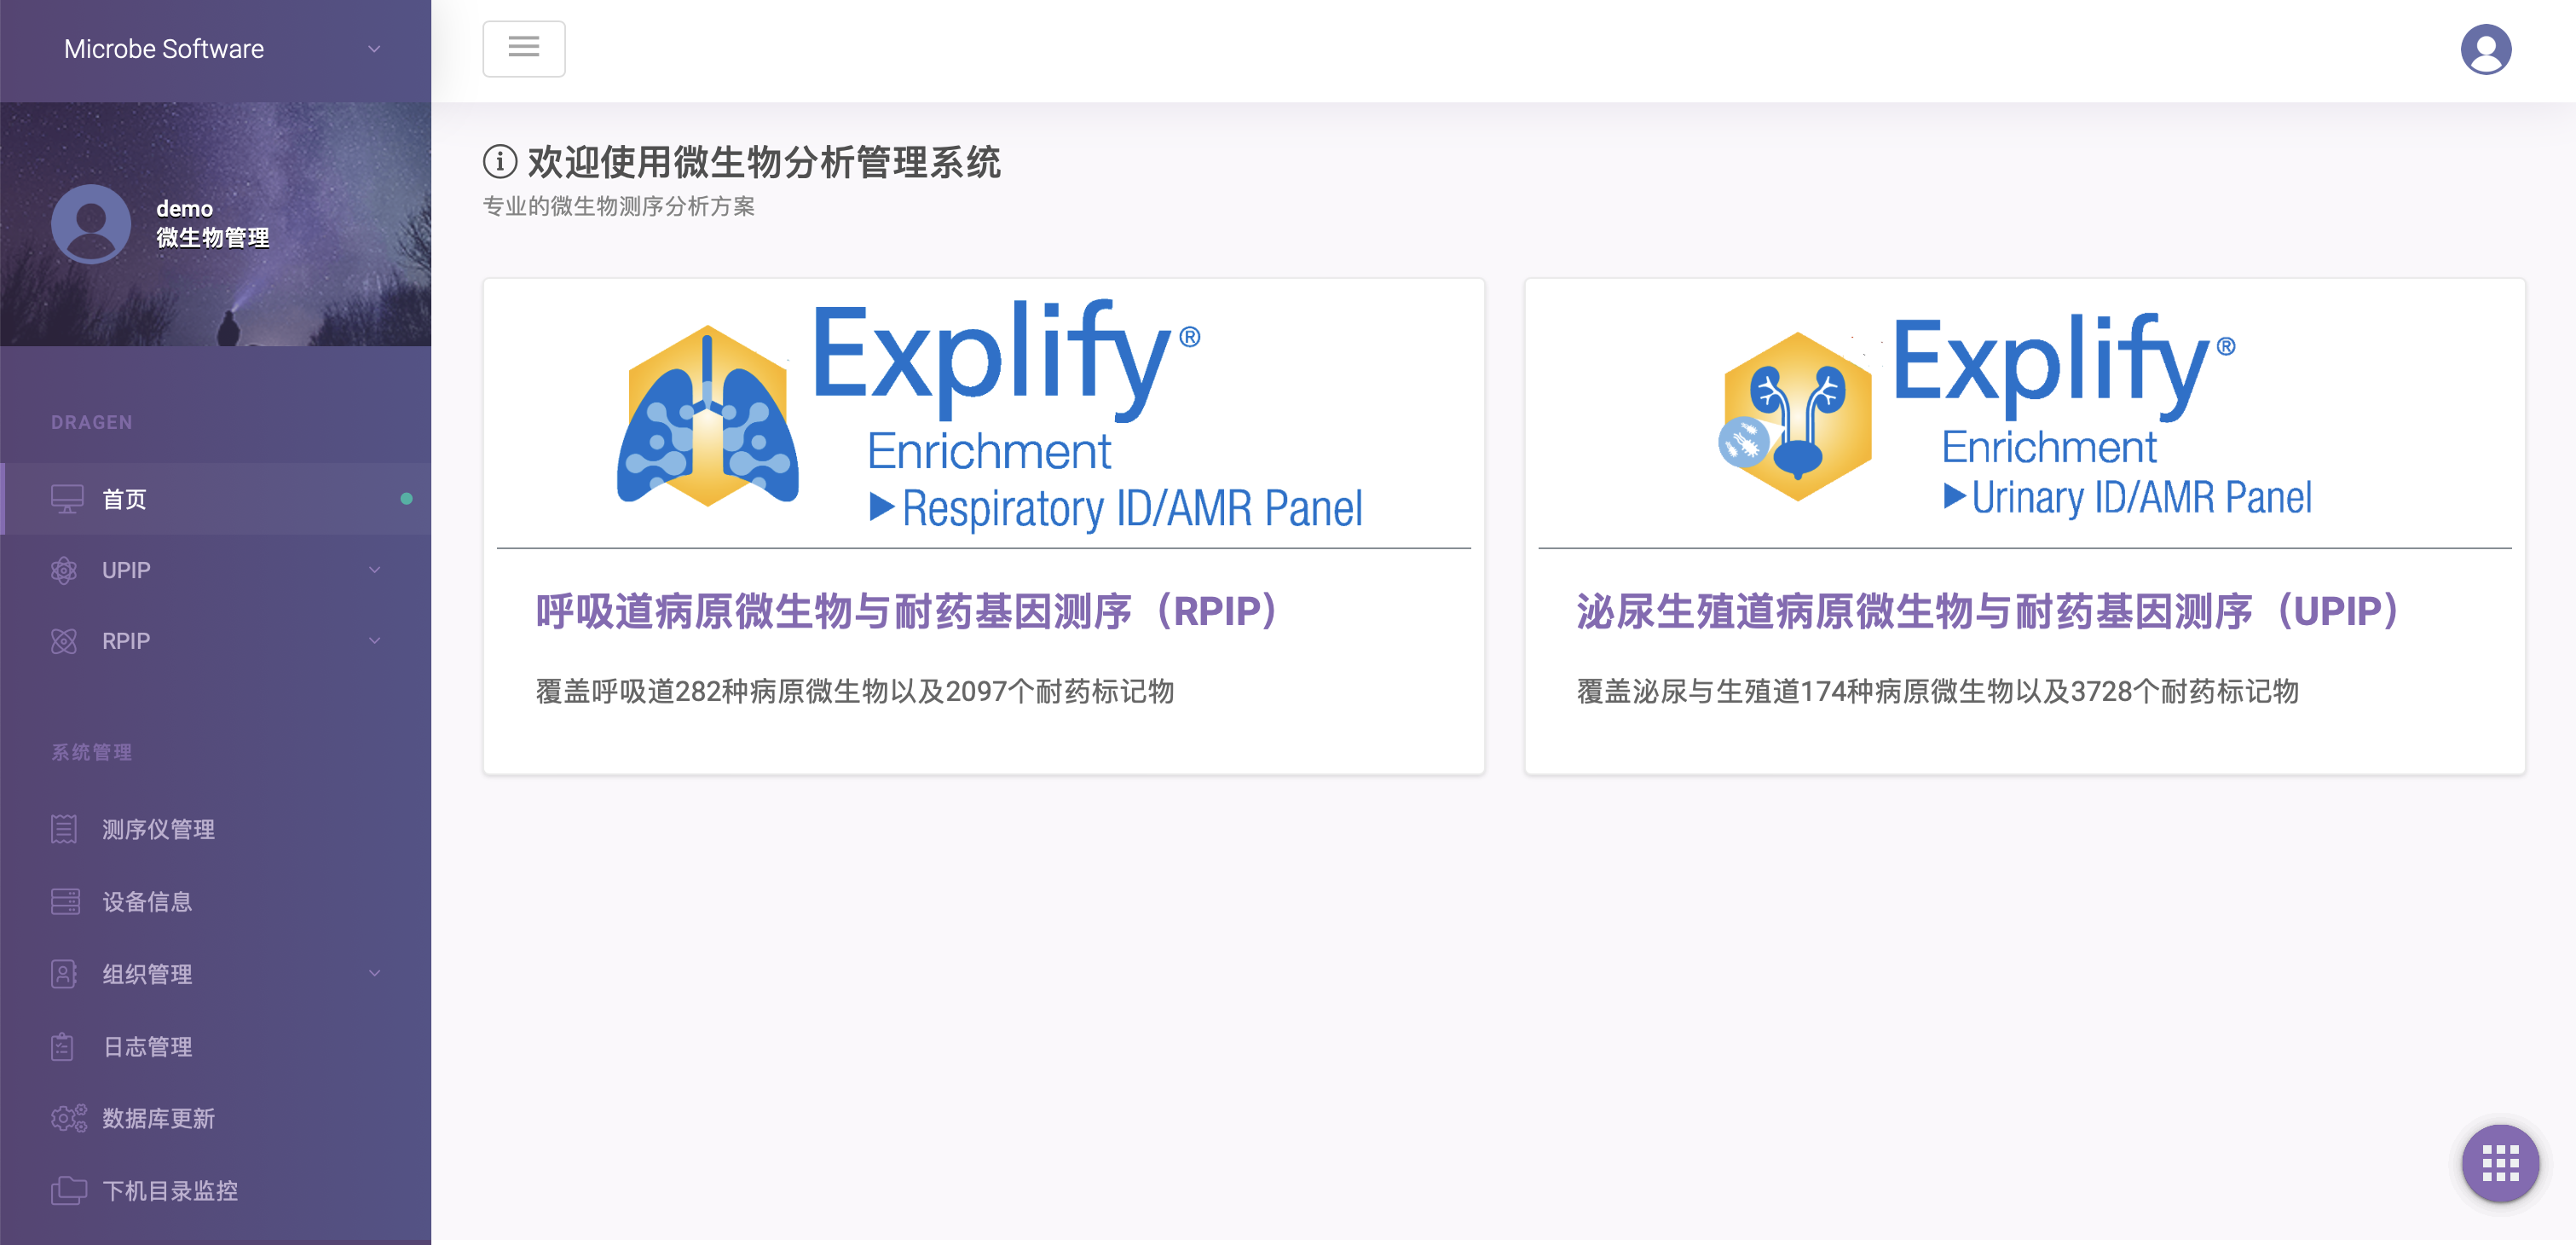 Microbe Software
demo
微生物管理
DRAGEN
首页
UPIP
RPIP
系统管理
测序仪管理
设备信息
组织管理
日志管理
数据库更新
下机目录监控
欢迎使用微生物分析管理系统
专业的微生物测序分析方案
Explify®
Enrichment
Respiratory ID/AMR Panel
呼吸道病原微生物与耐药基因测序（RPIP）
覆盖呼吸道282种病原微生物以及2097个耐药标记物
Explify®
Enrichment
Urinary ID/AMR Panel
泌尿生殖道病原微生物与耐药基因测序（UPIP）
覆盖泌尿与生殖道174种病原微生物以及3728个耐药标记物